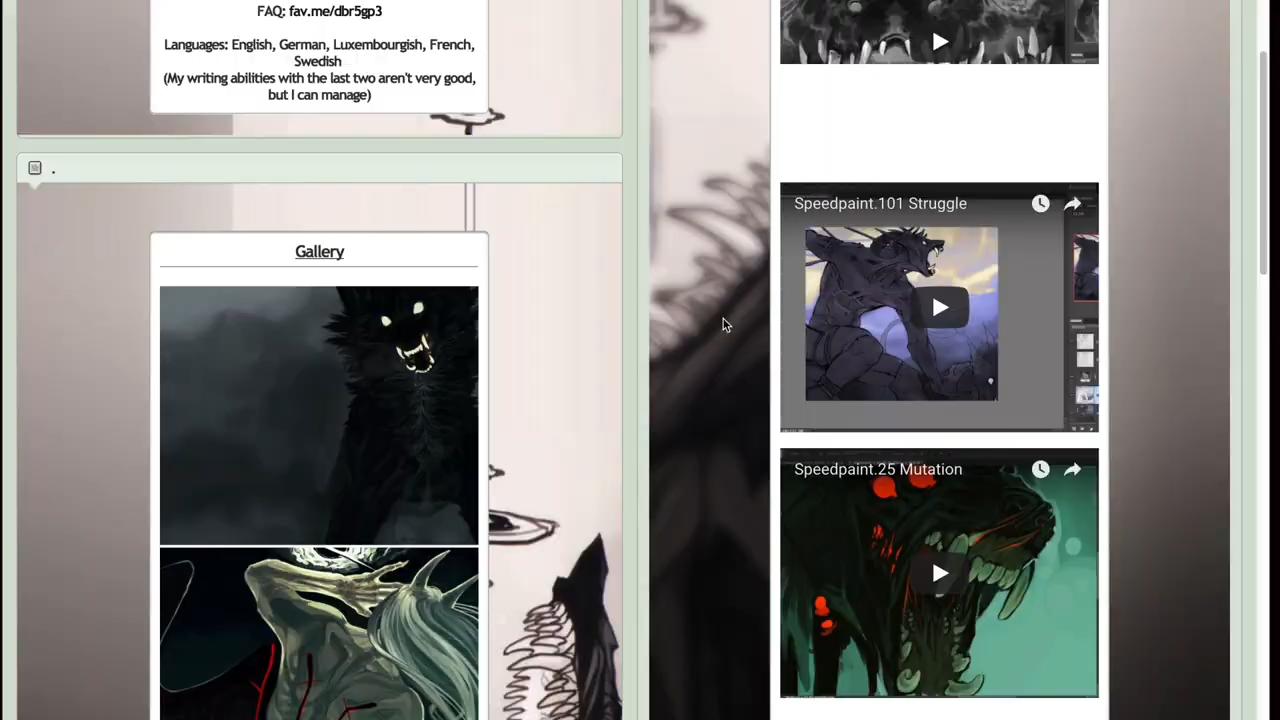 FAQ: fav.me/dbr5gp3
Languages: English, German, Luxembourgish, French,
Swedish
(My writing abilities with the last two aren't very good,
but I can manage)
.
Gallery
Speedpaint.101 Struggle
Speedpaint.25 Mutation